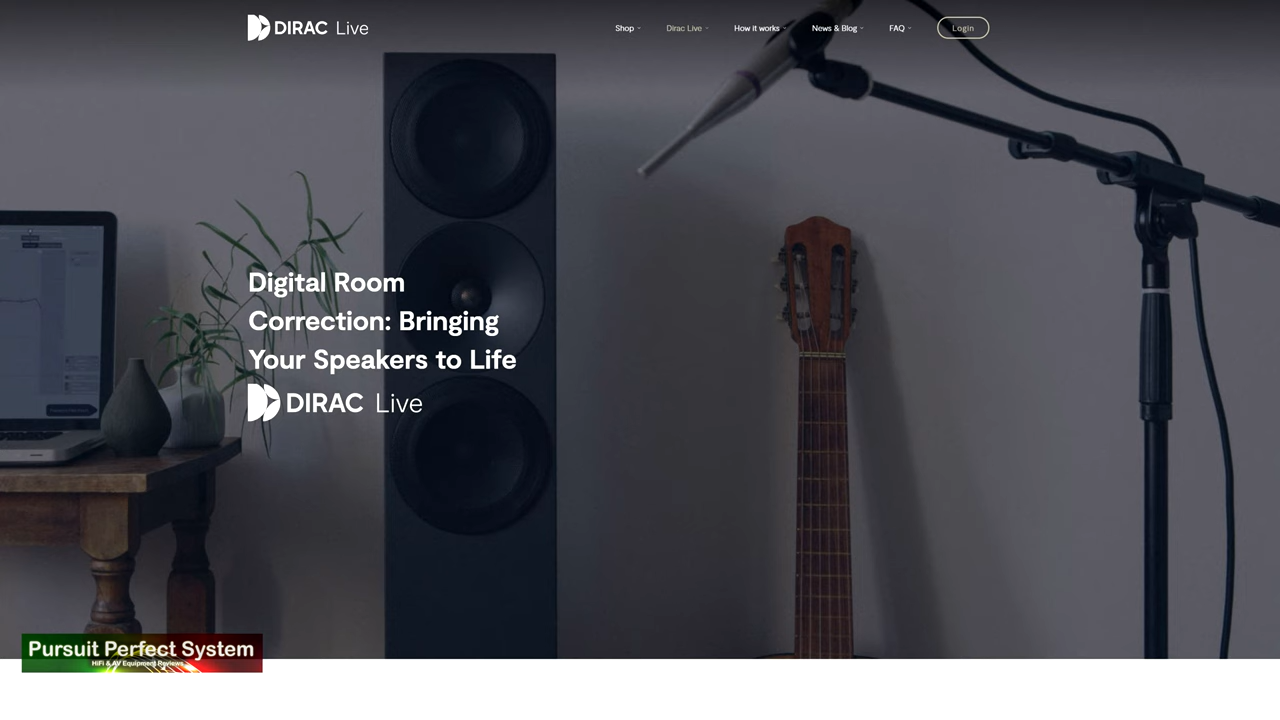 DIRAC Live
Shop
Dirac Live
How it works
News & Blog
FAQ
Login
Digital Room
Correction: Bringing
Your Speakers to Life
DIRAC Live
Pursuit Perfect System
HiFi & AV Equipment Reviews